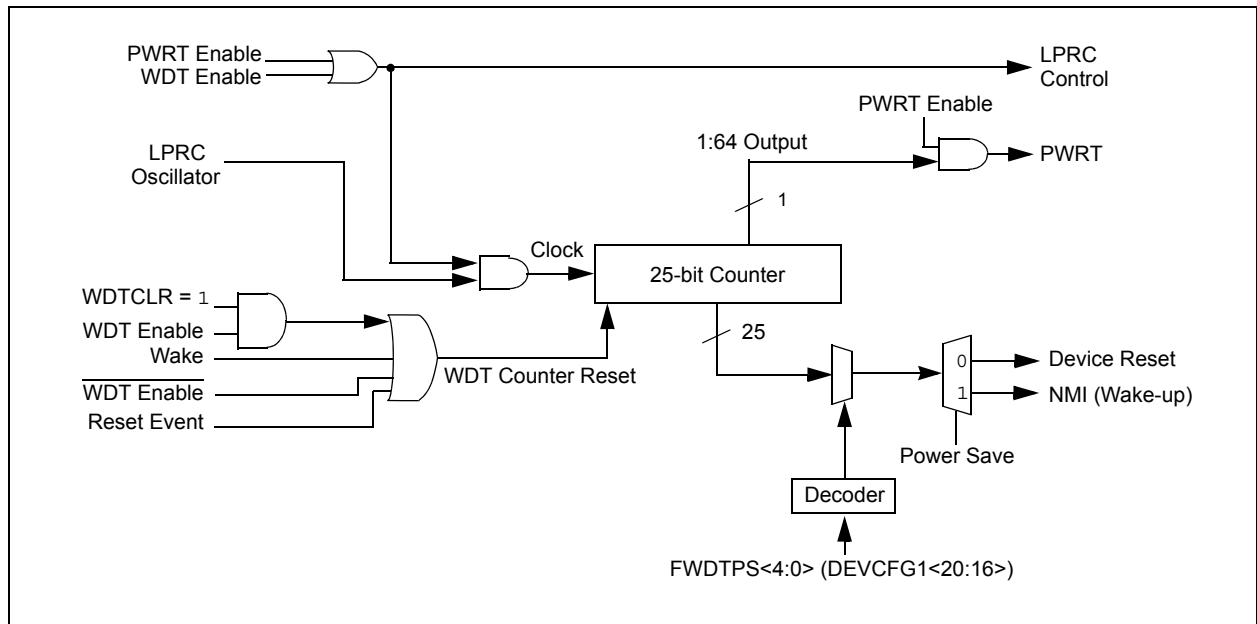 PWRT Enable
WDT Enable
LPRC
Control
PWRT Enable
1:64 Output
PWRT
LPRC
Oscillator
1
Clock
25-bit Counter
WDTCLR = 1
WDT Enable
Wake
WDT Enable
Reset Event
WDT Counter Reset
25
0
1
Device Reset
NMI (Wake-up)
Power Save
Decoder
FWDTPS<4:0> (DEVCFG1<20:16>)